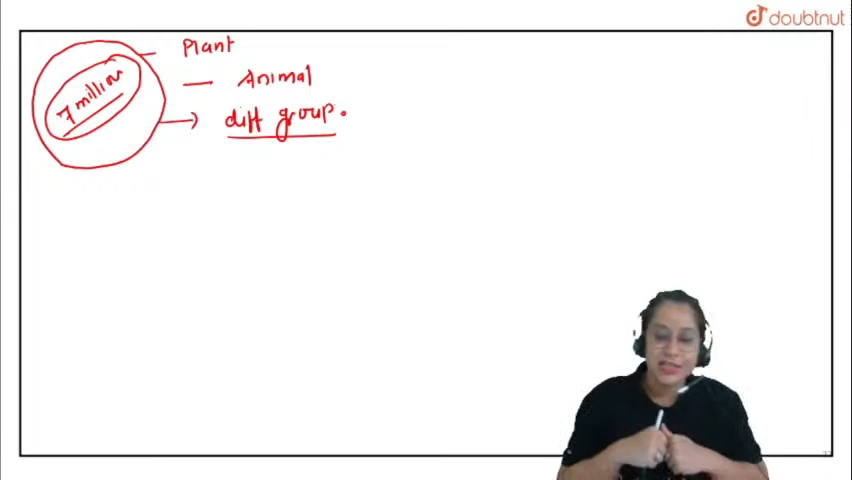 doubtnut
Plant
7 million
Animal
diff group.